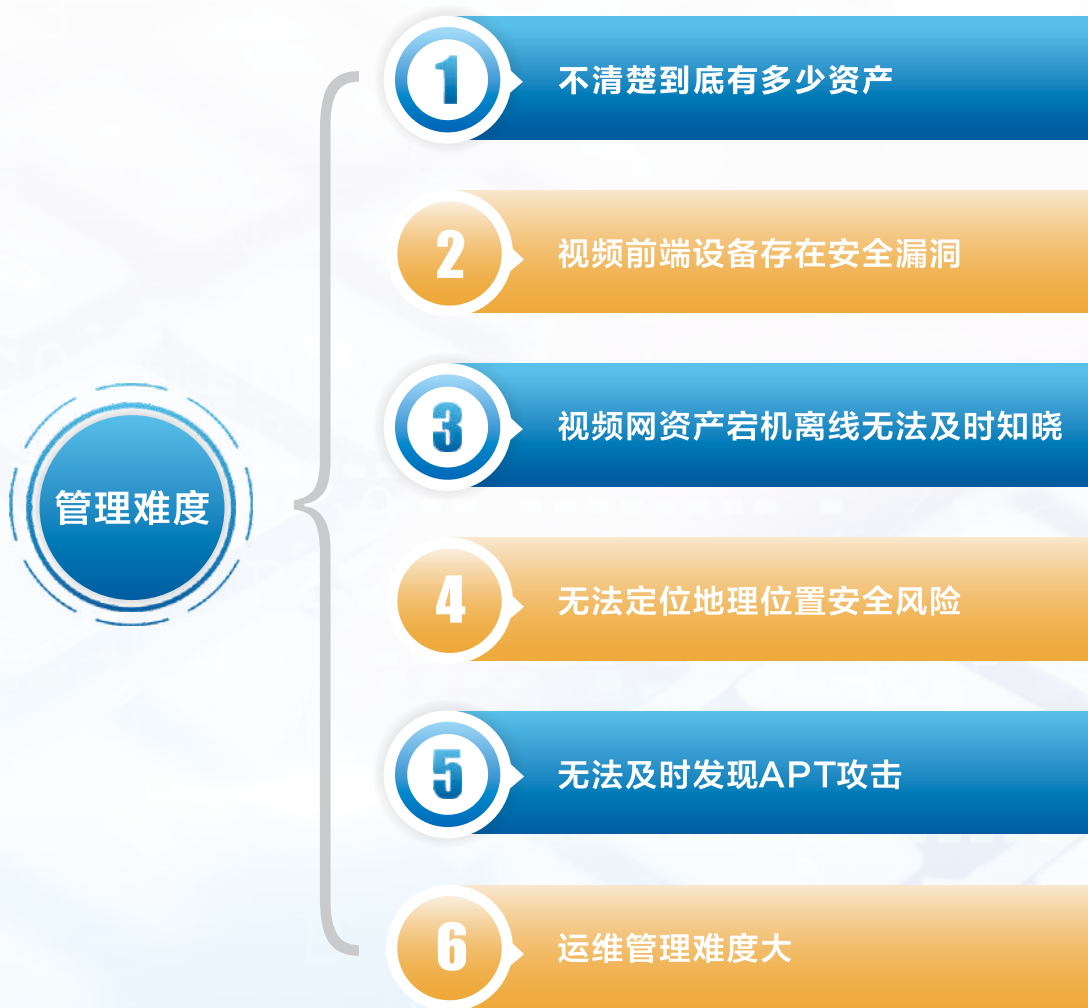 管理难度
1
不清楚到底有多少资产
2
视频前端设备存在安全漏洞
3
视频网资产宕机离线无法及时知晓
4
无法定位地理位置安全风险
5
无法及时发现APT攻击
6
运维管理难度大